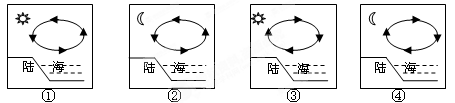 陆 海 陆 海 陆 海 陆 海
① ② ③ ④